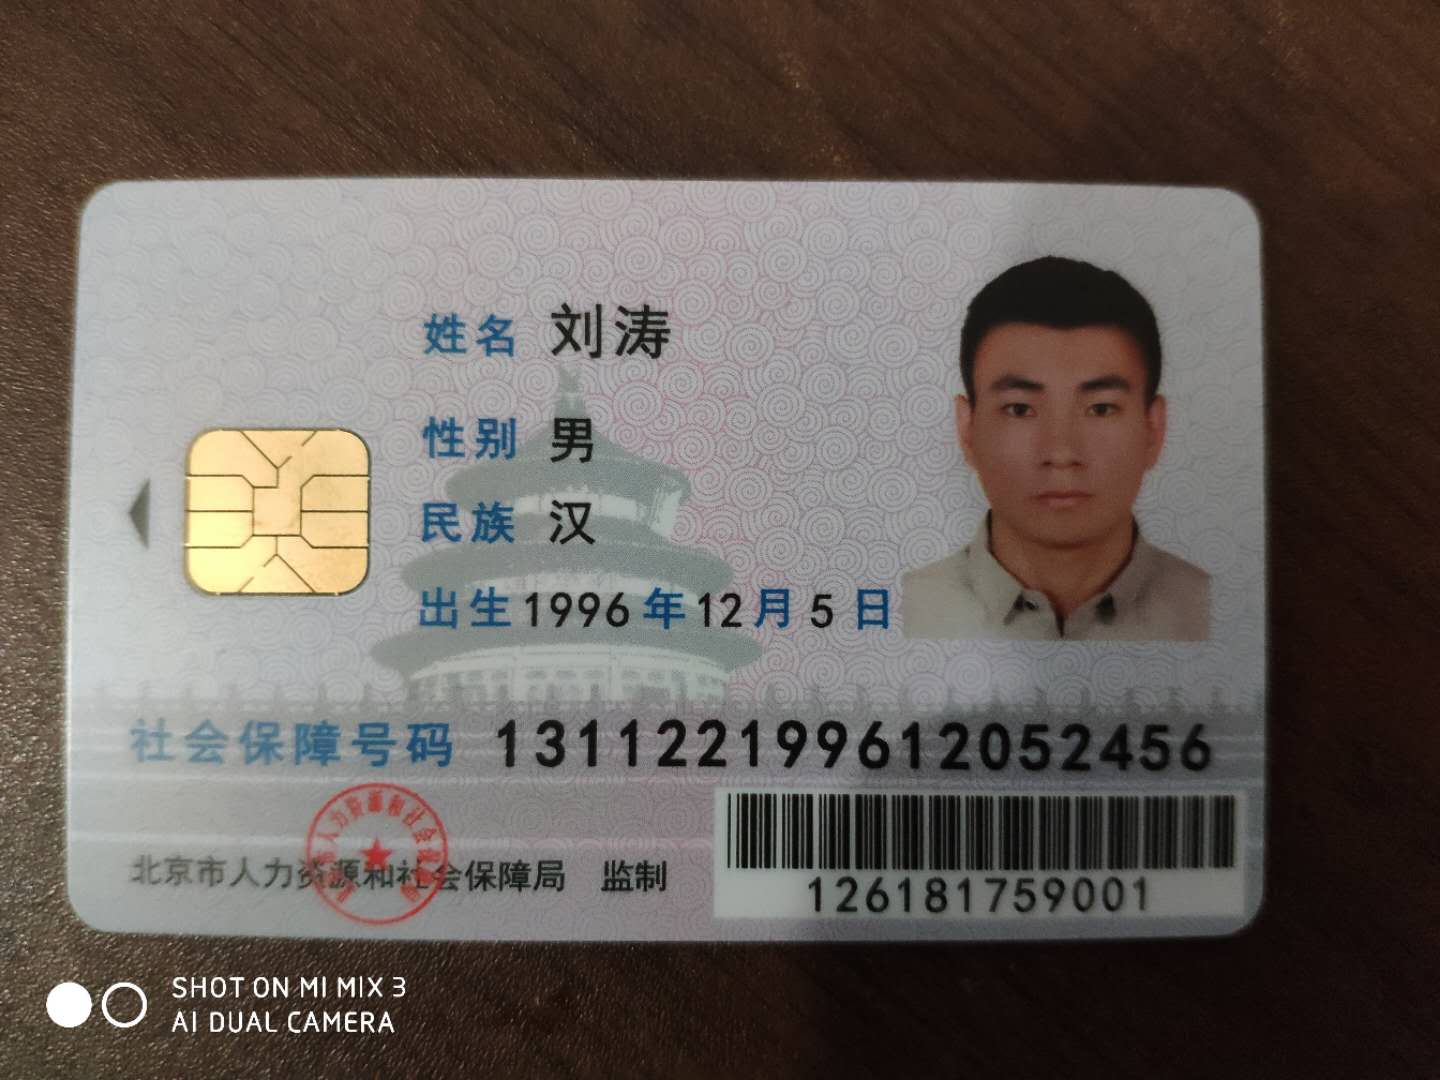 姓名 刘涛
性别 男
民族 汉
出生 1996 年 12 月 5 日
社会保障号码 131122199612052456
北京市人力资源和社会保障局 监制
126181759001
SHOT ON MI MIX 3
AI DUAL CAMERA